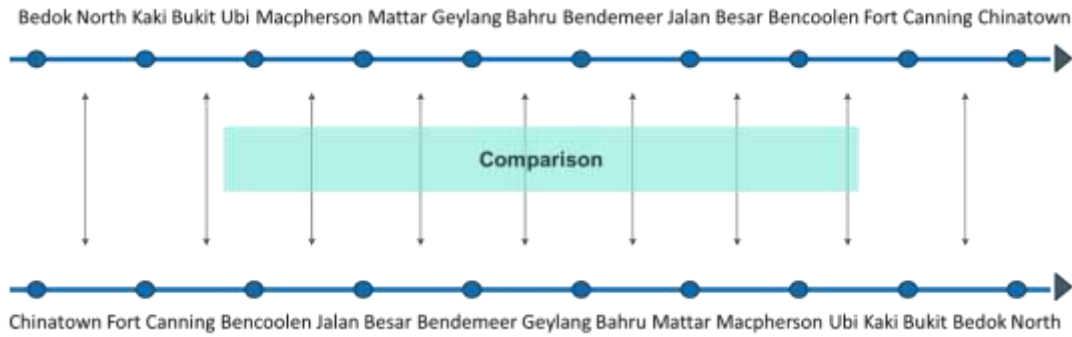 Bedok North Kaki Bukit Ubi Macpherson Mattar Geylang Bahru Bendemeer Jalan Besar Bencoolen Fort Canning Chinatown
Comparison
Chinatown Fort Canning Bencoolen Jalan Besar Bendemeer Geylang Bahru Mattar Macpherson Ubi Kaki Bukit Bedok North